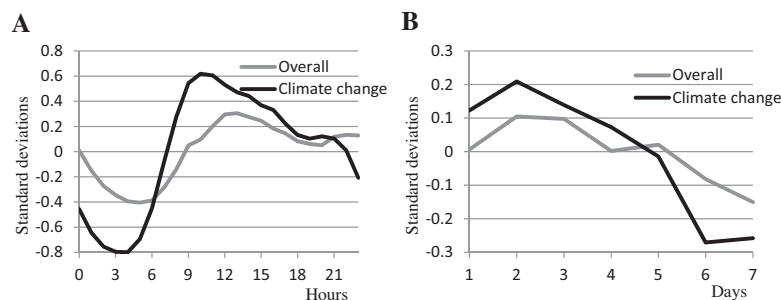 A
Standard deviations
0.8
0.6
0.4
0.2
0
-0.2
-0.4
-0.6
-0.8
0 3 6 9 12 15 18 21
Hours
Overall
Climate change
B
Standard deviations
0.3
0.2
0.1
0
-0.1
-0.2
-0.3
1 2 3 4 5 6 7
Days
Overall
Climate change